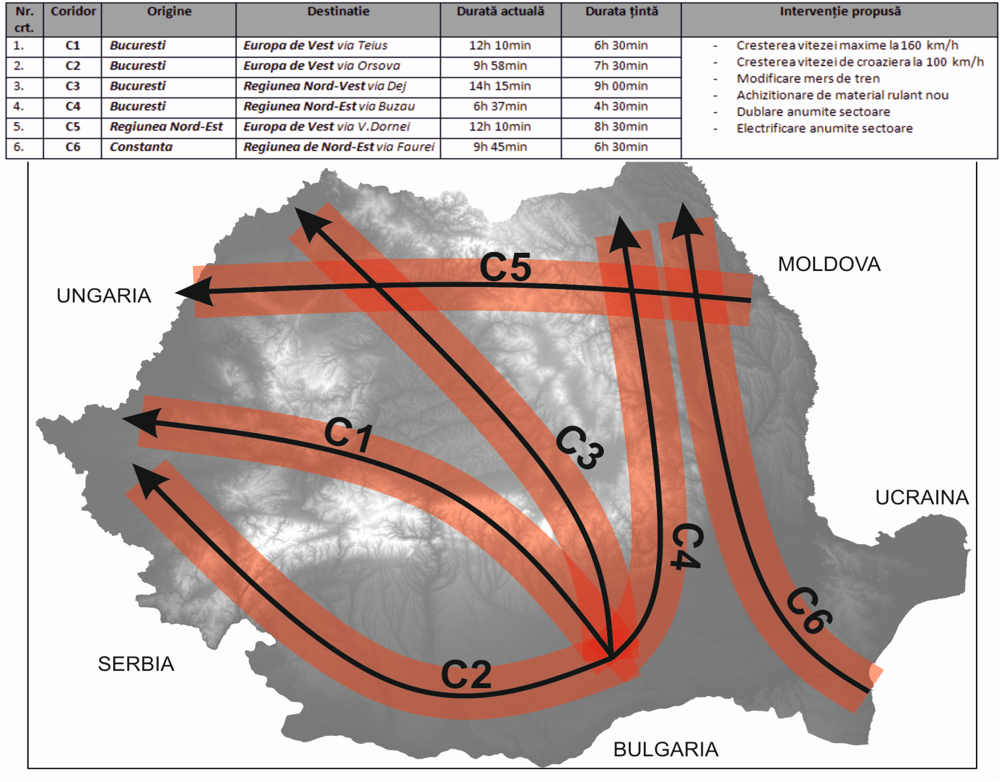 Nr. crt. Coridor Origine Destinatie Durată actuală Durata țintă Intervenție propusă
1. C1 Bucuresti Europa de Vest via Teius 12h 10min 6h 30min
2. C2 Bucuresti Europa de Vest via Orsova 9h 58min 7h 30min
3. C3 Bucuresti Regiunea Nord-Vest via Dej 14h 15min 9h 00min
4. C4 Bucuresti Regiunea Nord-Est via Buzau 6h 37min 4h 30min
5. C5 Regiunea Nord-Est Europa de Vest via V.Dornei 12h 10min 8h 30min
6. C6 Constanta Regiunea de Nord-Est via Faurei 9h 45min 6h 30min
- Cresterea vitezei maxime la 160 km/h
- Cresterea vitezei de croaziera la 100 km/h
- Modificare mers de tren
- Achizitionare de material rulant nou
- Dublare anumite sectoare
- Electrificare anumite sectoare
C5
MOLDOVA
UNGARIA
C1
C3
UCRAINA
C4
C6
SERBIA
C2
BULGARIA